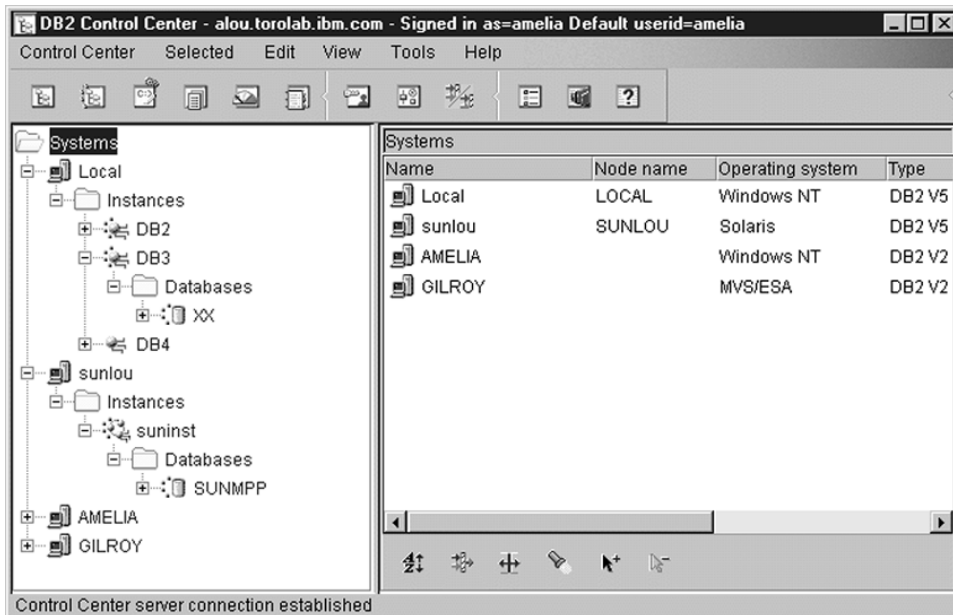 DB2 Control Center - alou.torolab.ibm.com - Signed in as=amelia Default userid=amelia
Control Center Selected Edit View Tools Help
Systems
Local
Instances
DB2
DB3
Databases
XX
DB4
sunlou
Instances
suninst
Databases
SUNMPP
AMELIA
GILROY
Systems
Name Node name Operating system Type
Local LOCAL Windows NT DB2 V5
sunlou SUNLOU Solaris DB2 V5
AMELIA Windows NT DB2 V2
GILROY MVS/ESA DB2 V2
Control Center server connection established